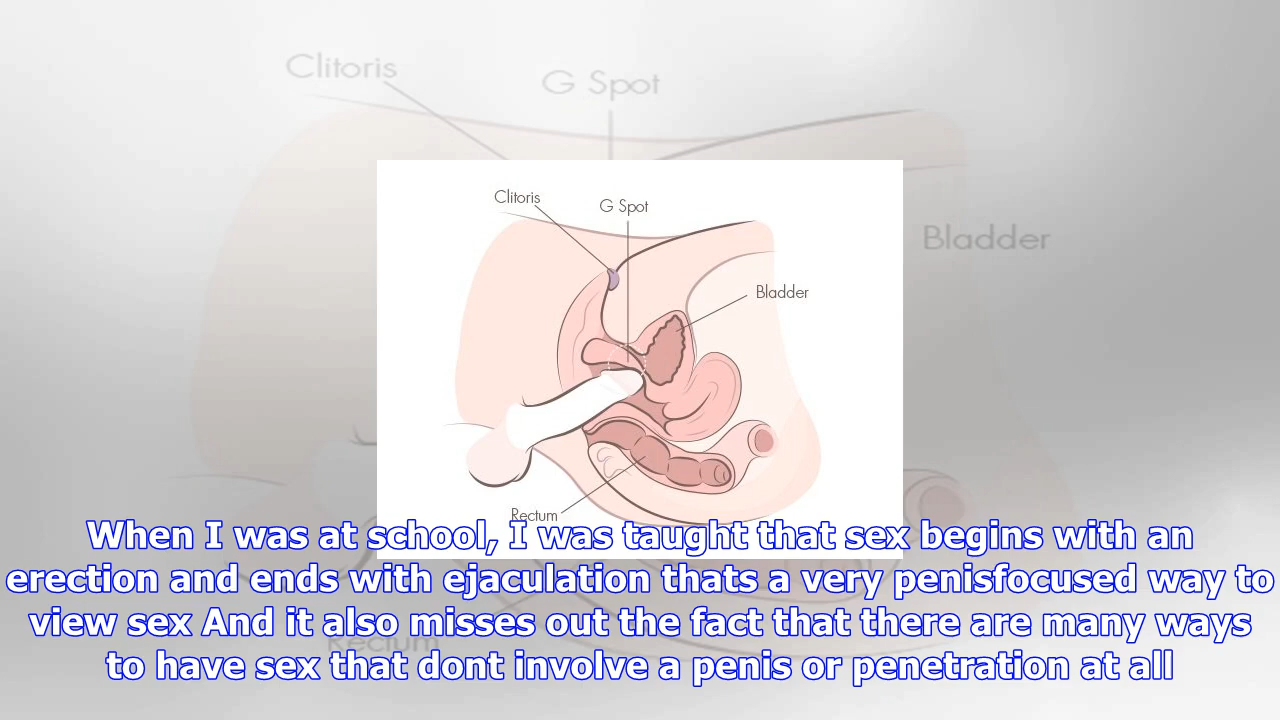 Clitoris
G Spot
Clitoris
G Spot
Bladder
Bladder
Rectum
When I was at school, I was taught that sex begins with an
erection and ends with ejaculation thats a very penisfocused way to
view sex And it also misses out the fact that there are many ways
Rectum
to have sex that dont involve a penis or penetration at all